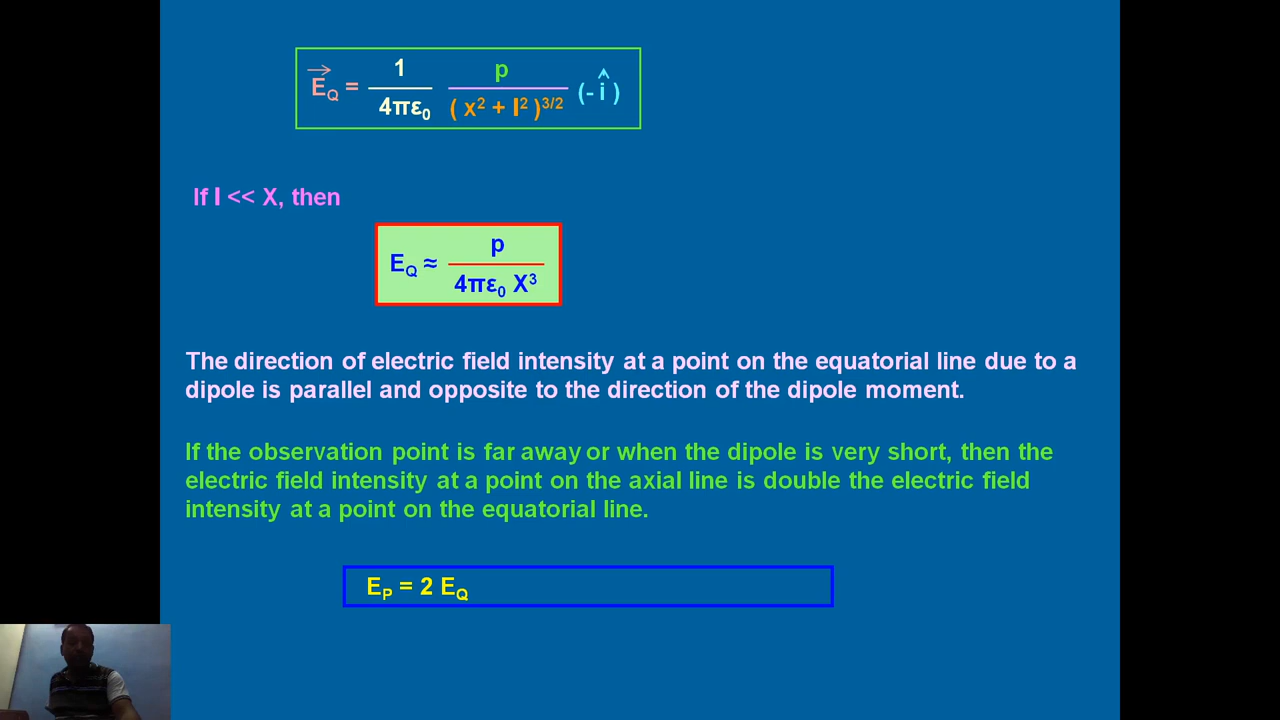 E⃗Q = 1 / 4πε₀ p / ( x² + l² )^3/2 (- î )
If l << X, then
EQ ≈ p / 4πε₀ X³
The direction of electric field intensity at a point on the equatorial line due to a
dipole is parallel and opposite to the direction of the dipole moment.
If the observation point is far away or when the dipole is very short, then the
electric field intensity at a point on the axial line is double the electric field
intensity at a point on the equatorial line.
EP = 2 EQ